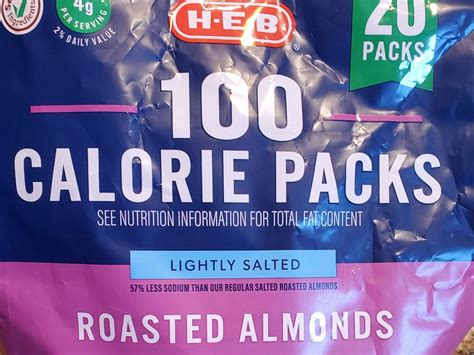 Ingredients
4g
PER SERVING
2% DAILY VALUE
H-E-B
20
PACKS
100
CALORIE PACKS
SEE NUTRITION INFORMATION FOR TOTAL FAT CONTENT
LIGHTLY SALTED
57% LESS SODIUM THAN OUR REGULAR SALTED ROASTED ALMONDS
ROASTED ALMONDS